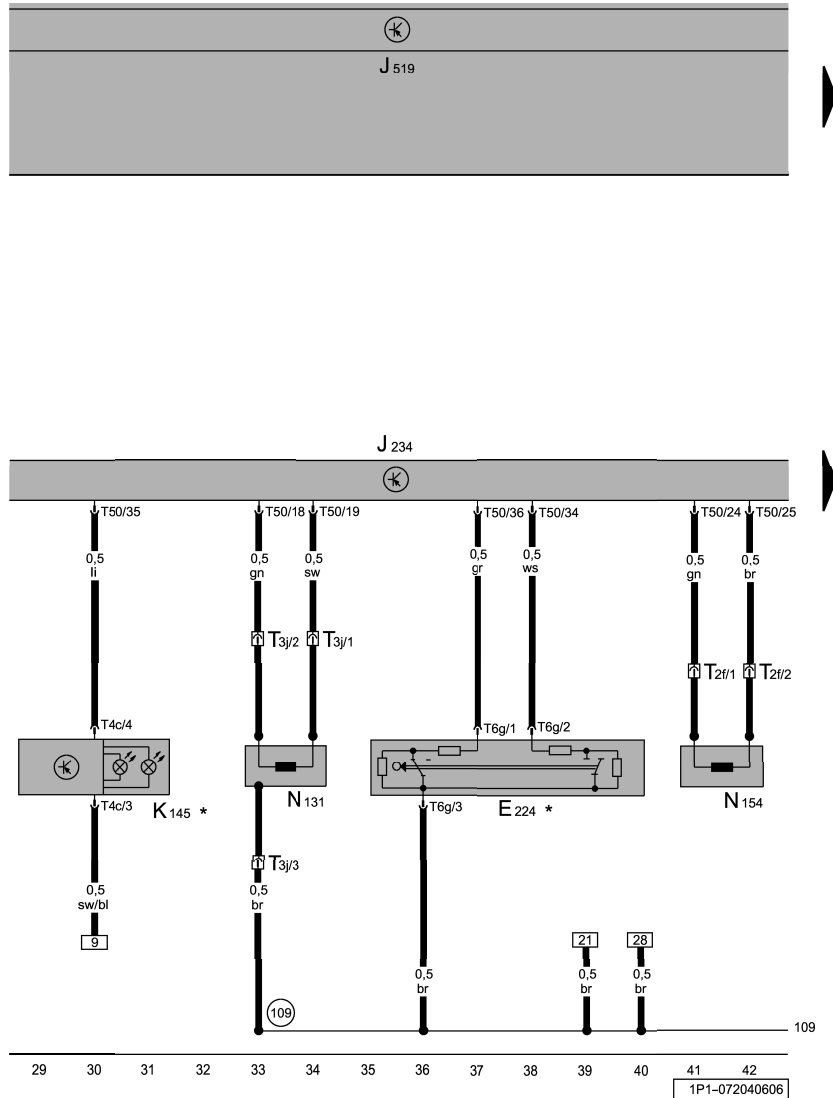 J 519
J 234
T50/35 T50/18 T50/19 T50/36 T50/34 T50/24 T50/25
0,5 0,5 0,5 0,5 0,5 0,5 0,5
li gn sw gr ws gn br
T3j/2 T3j/1
T2f/1 T2f/2
T4c/4 T6g/1 T6g/2
T4c/3 K 145 * N 131 T6g/3 E 224 * N 154
T3j/3
0,5 0,5
sw/bl br
9 21 28
0,5 0,5 0,5
br br br
109
109
29 30 31 32 33 34 35 36 37 38 39 40 41 42
1P1-072040606